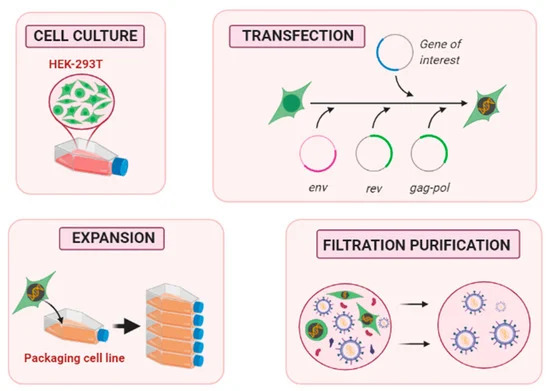 CELL CULTURE
HEK-293T
TRANSFECTION
Gene of
interest
env
rev
gag-pol
EXPANSION
Packaging cell line
FILTRATION PURIFICATION